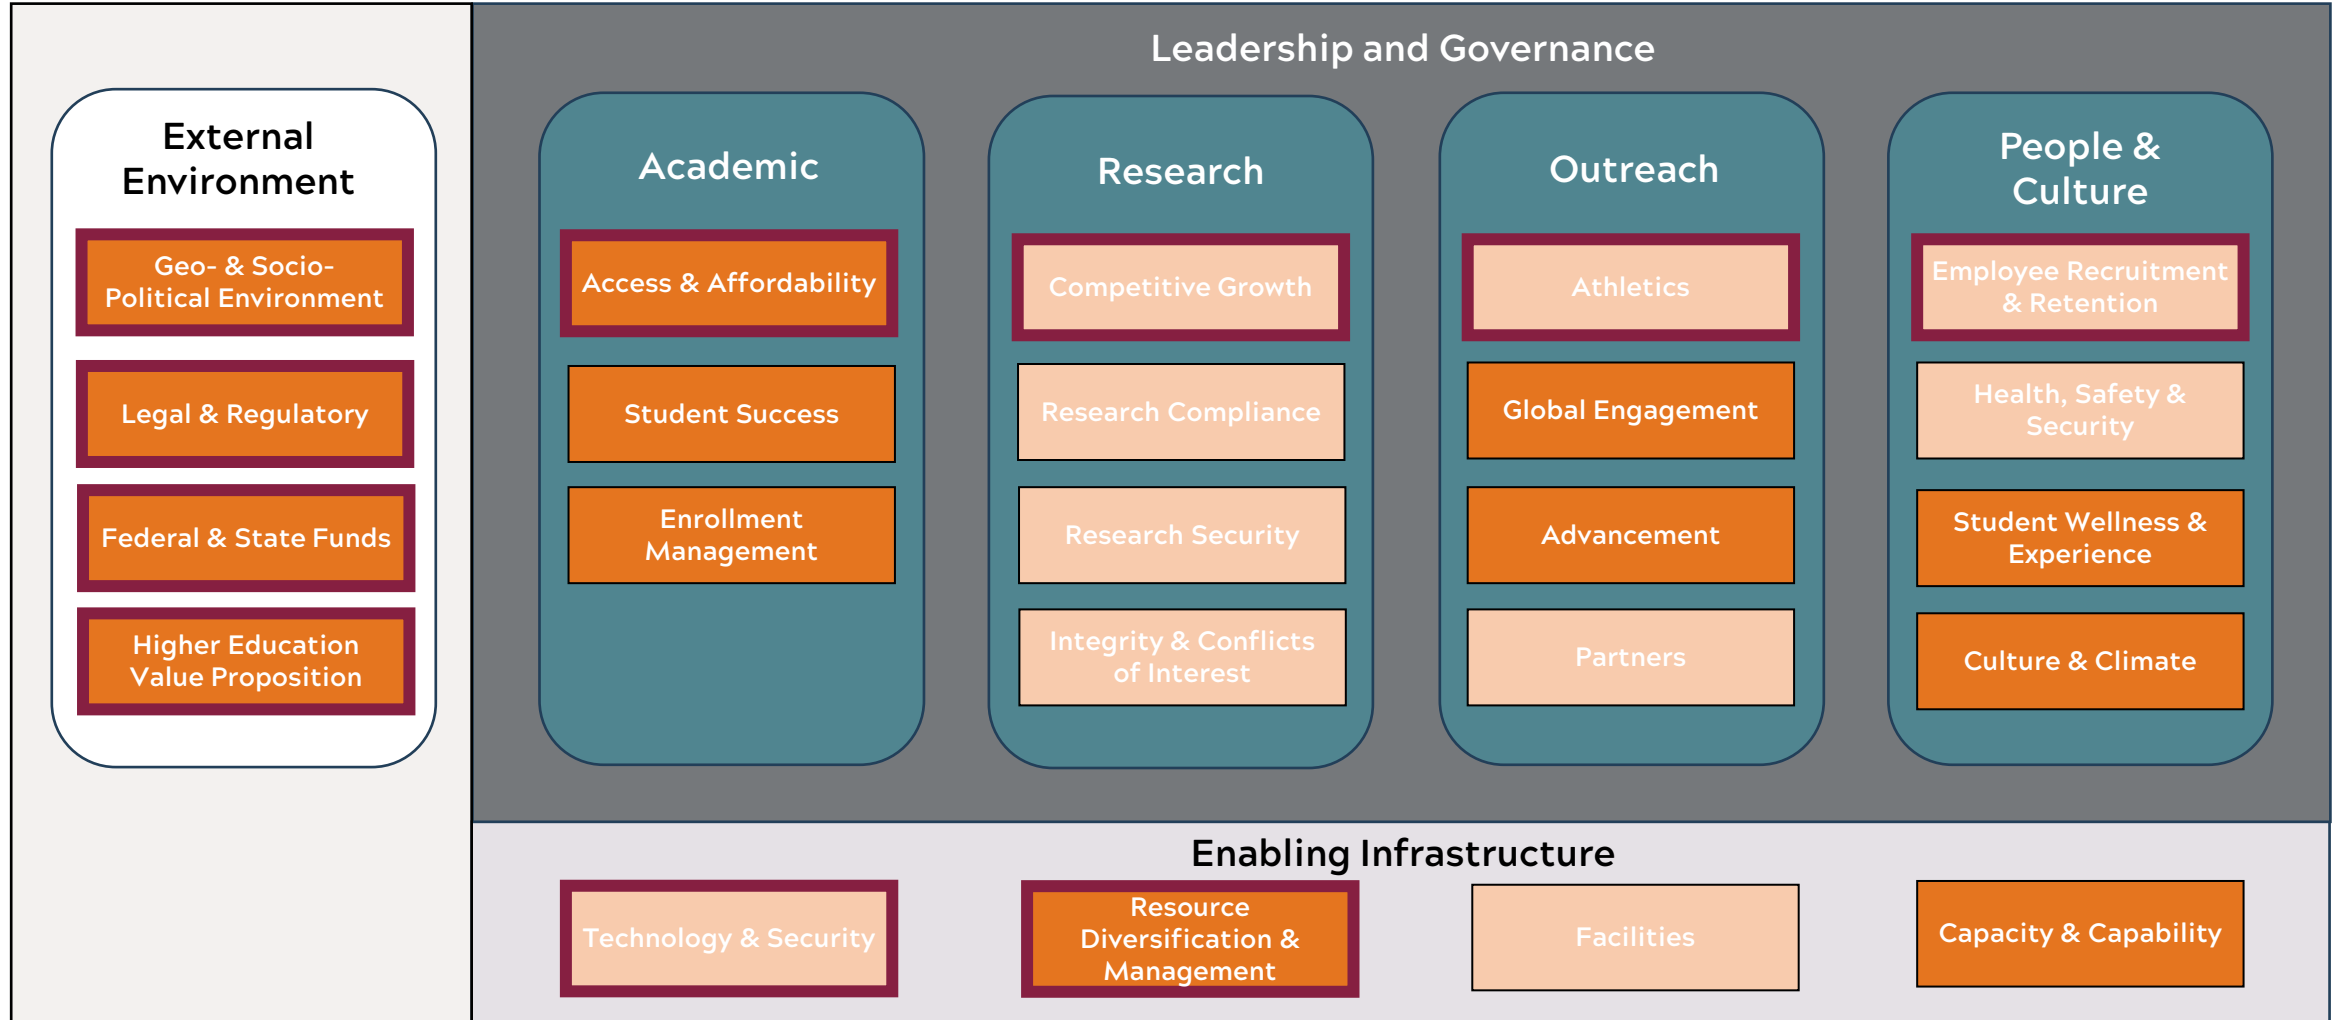 Leadership and Governance
External
Environment
Geo- & Socio-
Political Environment
Legal & Regulatory
Federal & State Funds
Higher Education
Value Proposition
Academic
Access & Affordability
Student Success
Enrollment
Management
Research
Competitive Growth
Research Compliance
Research Security
Integrity & Conflicts
of Interest
Outreach
Athletics
Global Engagement
Advancement
Partners
People &
Culture
Employee Recruitment
& Retention
Health, Safety &
Security
Student Wellness &
Experience
Culture & Climate
Enabling Infrastructure
Technology & Security
Resource
Diversification &
Management
Facilities
Capacity & Capability